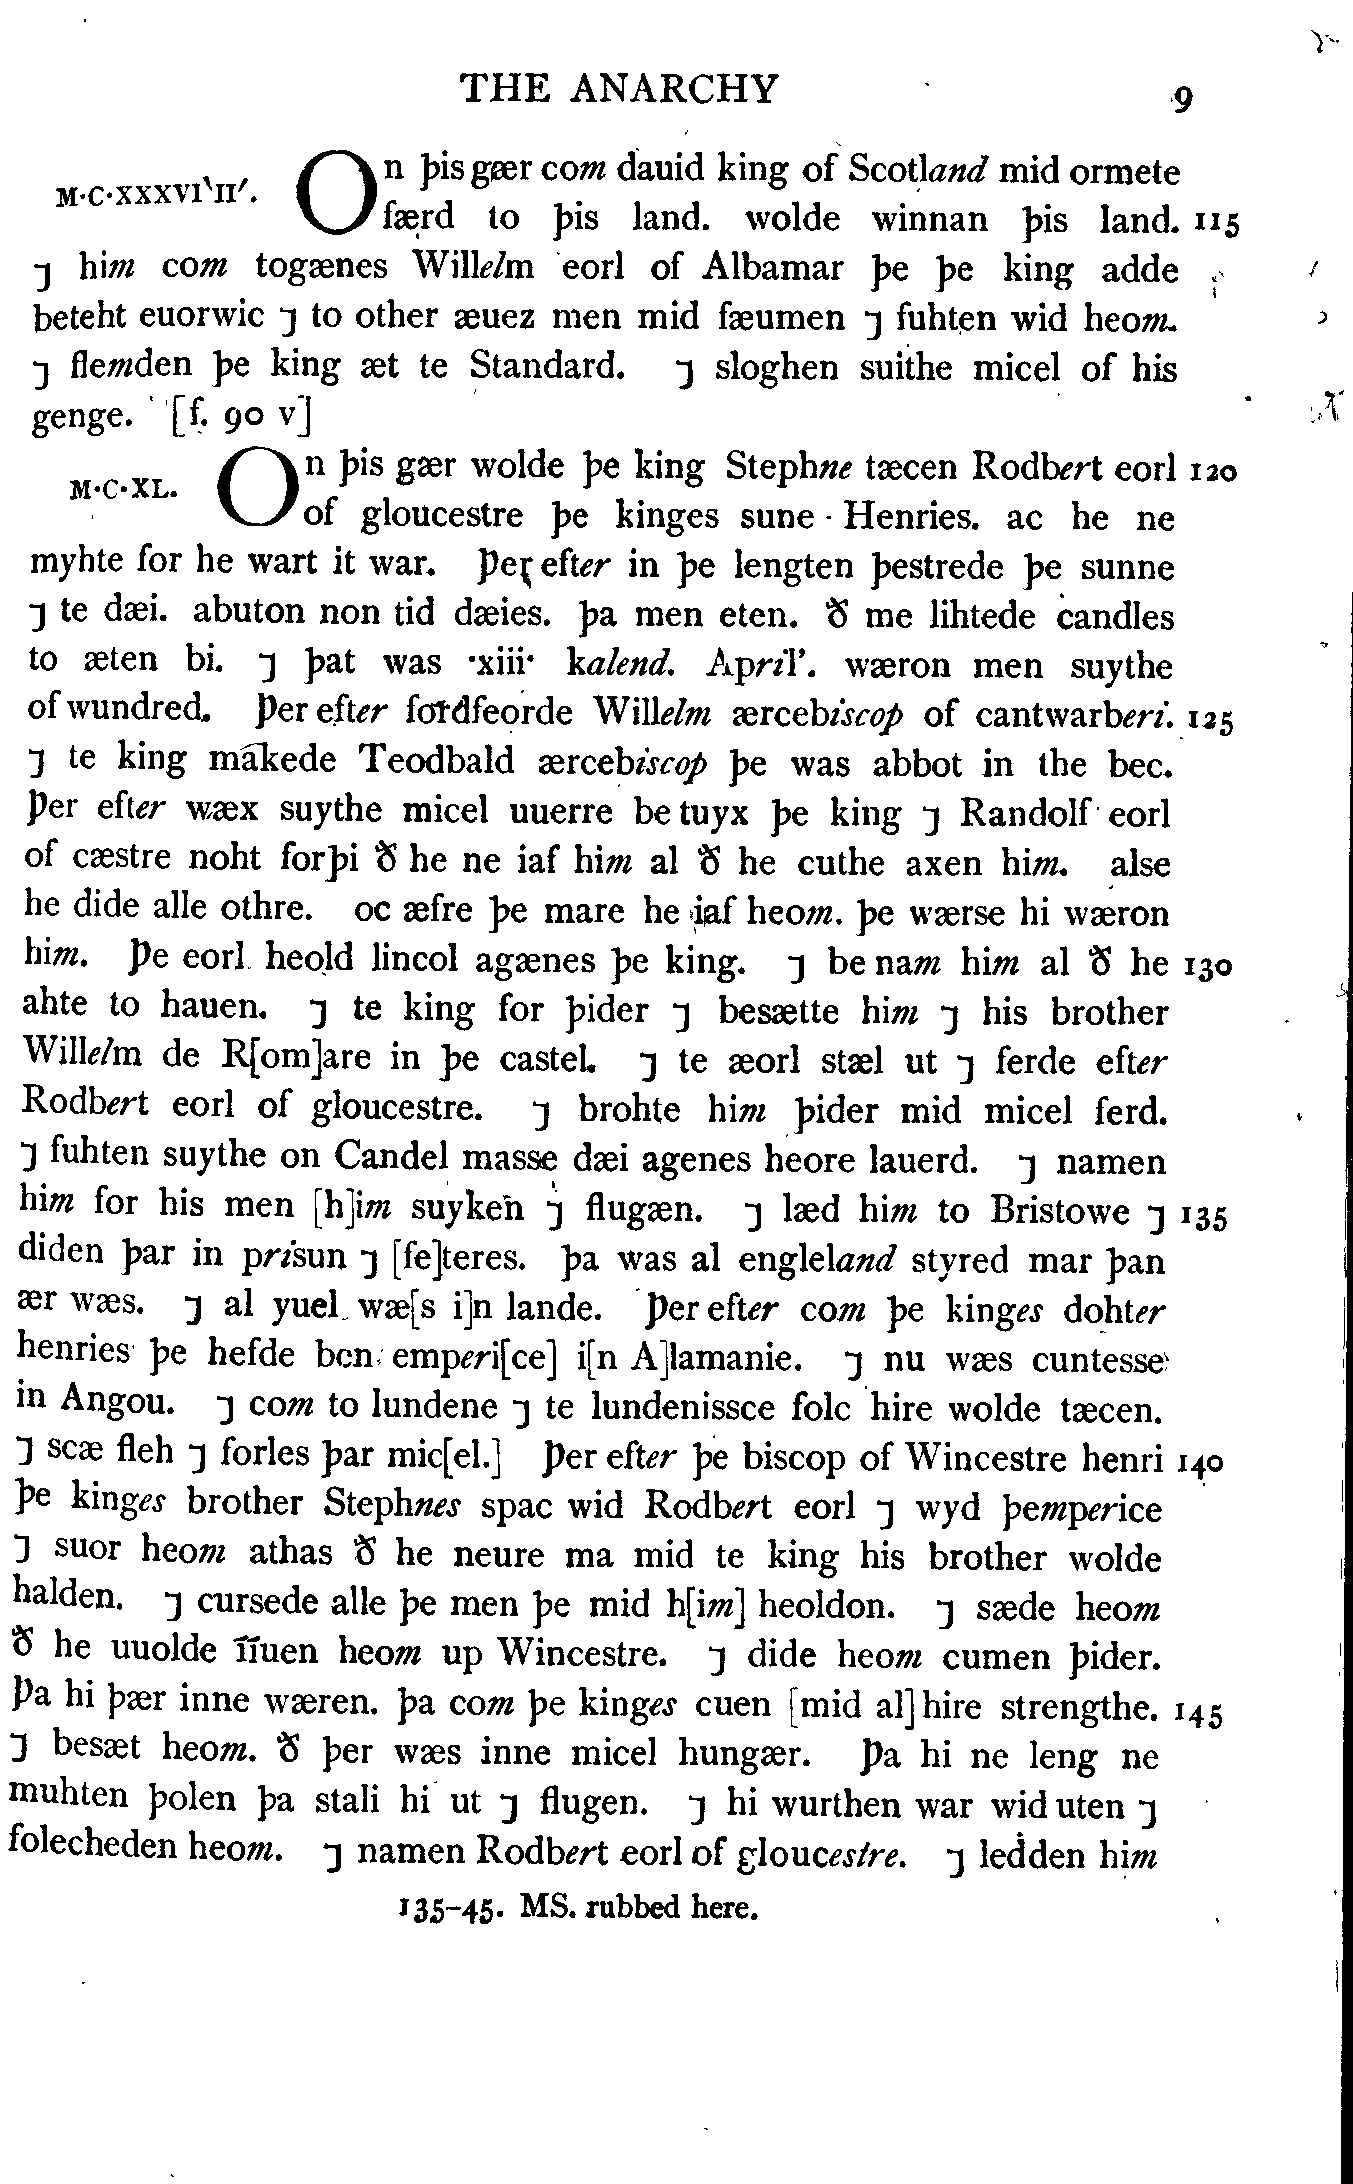 THE ANARCHY 9
M·C·XXXVI‵II′. On þis gær com dauid king of Scotland mid ormete
færd to þis land. wolde winnan þis land. 115
⁊ him com togænes Willelm eorl of Albamar þe þe king adde
beteht euorwic ⁊ to other æuez men mid fæumen ⁊ fuhten wid heom.
⁊ flemden þe king æt te Standard. ⁊ sloghen suithe micel of his
genge. [f. 90 v]
M·C·XL. On þis gær wolde þe king Stephne tæcen Rodbert eorl 120
of gloucestre þe kinges sune Henries. ac he ne
myhte for he wart it war. Þer efter in þe lengten þestrede þe sunne
⁊ te dæi. abuton non tid dæies. þa men eten. ꝥ me lihtede candles
to æten bi. ⁊ þat was ·xiii· kalend. April'. wæron men suythe
of wundred. Þer efter fordfeorde Willelm ærcebiscop of cantwarberi. 125
⁊ te king makede Teodbald ærcebiscop þe was abbot in the bec.
Þer efter wæx suythe micel uuerre be tuyx þe king ⁊ Randolf eorl
of cæstre noht forþi ꝥ he ne iaf him al ꝥ he cuthe axen him. alse
he dide alle othre. oc æfre þe mare he iaf heom. þe wærse hi wæron
him. Þe eorl heold lincol agænes þe king. ⁊ be nam him al ꝥ he 130
ahte to hauen. ⁊ te king for þider ⁊ besætte him ⁊ his brother
Willelm de R[om]are in þe castel. ⁊ te æorl stæl ut ⁊ ferde efter
Rodbert eorl of gloucestre. ⁊ brohte him þider mid micel ferd.
⁊ fuhten suythe on Candel masse dæi agenes heore lauerd. ⁊ namen
him for his men [h]im suyken ⁊ flugæn. ⁊ læd him to Bristowe ⁊ 135
diden þar in prisun ⁊ [fe]teres. þa was al engleland styred mar þan
ær wæs. ⁊ al yuel wæ[s i]n lande. Þer efter com þe kinges dohter
henries þe hefde ben emperi[ce] i[n A]lamanie. ⁊ nu wæs cuntesse
in Angou. ⁊ com to lundene ⁊ te lundenissce folc hire wolde tæcen.
⁊ scæ fleh ⁊ forles þar mic[el.] Þer efter þe biscop of Wincestre henri 140
þe kinges brother Stephnes spac wid Rodbert eorl ⁊ wyd þemperice
⁊ suor heom athas ꝥ he neure ma mid te king his brother wolde
halden. ⁊ cursede alle þe men þe mid h[im] heoldon. ⁊ sæde heom
ꝥ he uuolde iiuen heom up Wincestre. ⁊ dide heom cumen þider.
Þa hi þær inne wæren. þa com þe kinges cuen [mid al] hire strengthe. 145
⁊ besæt heom. ꝥ þer wæs inne micel hungær. Þa hi ne leng ne
muhten þolen þa stali hi ut ⁊ flugen. ⁊ hi wurthen war wid uten ⁊
folecheden heom. ⁊ namen Rodbert eorl of gloucestre. ⁊ ledden him
135-45. MS. rubbed here.